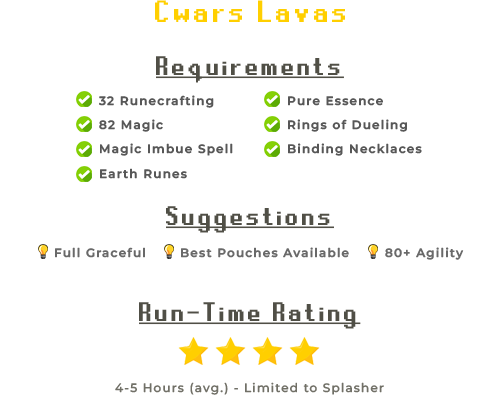 Cwars Lavas
Requirements
32 Runecrafting
82 Magic
Magic Imbue Spell
Earth Runes
Pure Essence
Rings of Dueling
Binding Necklaces
Suggestions
Full Graceful
Best Pouches Available
80+ Agility
Run-Time Rating
4-5 Hours (avg.) - Limited to Splasher